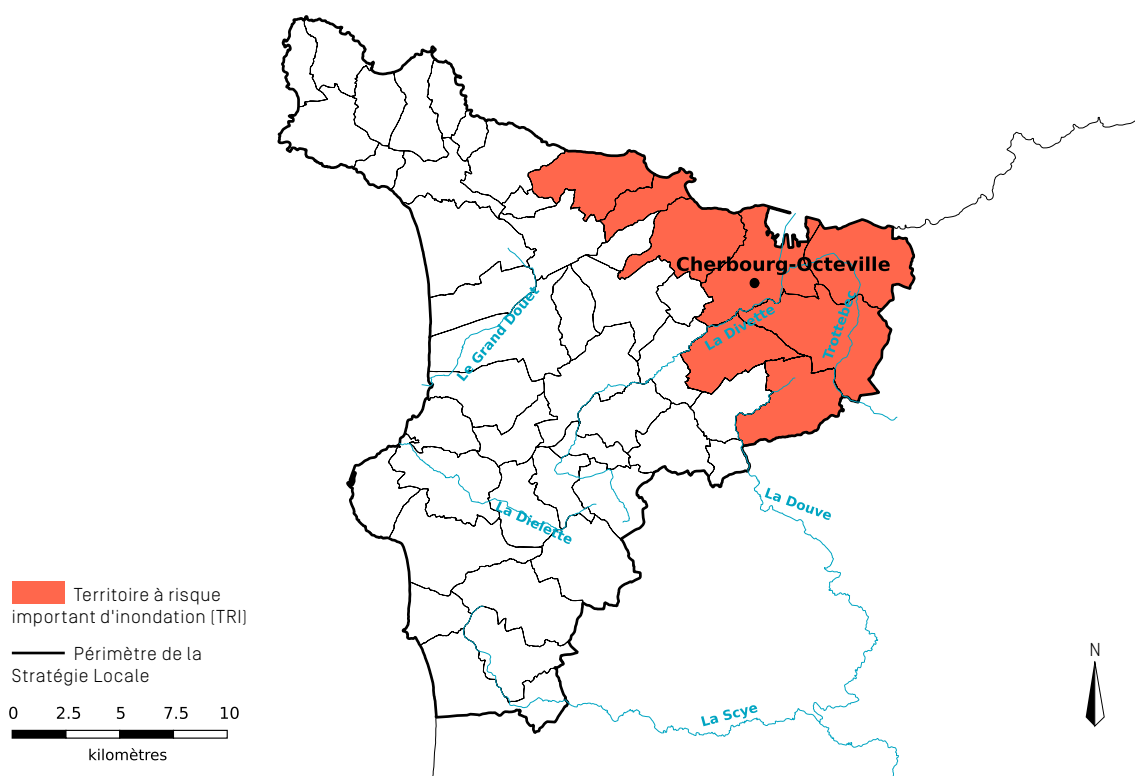 Cherbourg-Octeville
La Divette
Trottebec
Le Grand Douet
La Dielette
La Douve
La Scye
Territoire à risque
important d'inondation (TRI)
Périmètre de la
Stratégie Locale
0 2.5 5 7.5 10
kilomètres
N